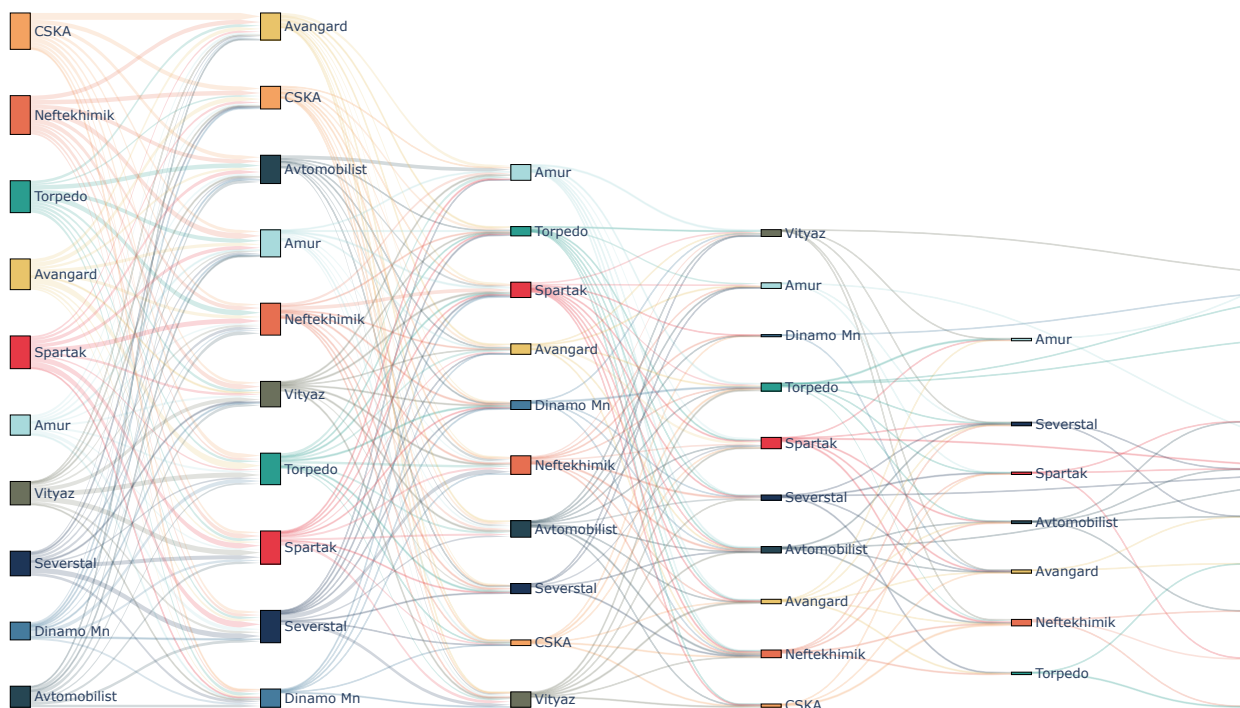 CSKA
Neftekhimik
Torpedo
Avangard
Spartak
Amur
Vityaz
Severstal
Dinamo Mn
Avtomobilist
Avangard
CSKA
Avtomobilist
Amur
Neftekhimik
Vityaz
Torpedo
Spartak
Severstal
Dinamo Mn
Amur
Torpedo
Spartak
Avangard
Dinamo Mn
Neftekhimik
Avtomobilist
Severstal
CSKA
Vityaz
Vityaz
Amur
Dinamo Mn
Torpedo
Spartak
Severstal
Avtomobilist
Avangard
Neftekhimik
CSKA
Amur
Severstal
Spartak
Avtomobilist
Avangard
Neftekhimik
Torpedo